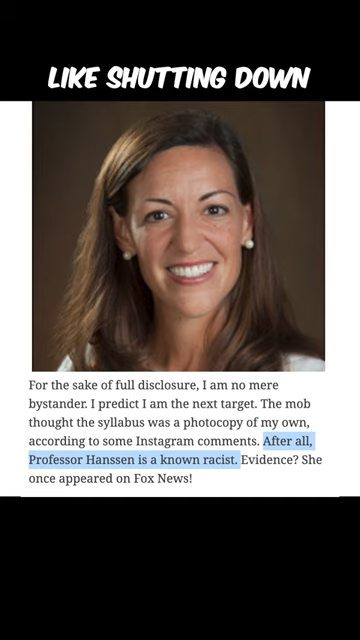 LIKE SHUTTING DOWN
For the sake of full disclosure, I am no mere
bystander. I predict I am the next target. The mob
thought the syllabus was a photocopy of my own,
according to some Instagram comments. After all,
Professor Hanssen is a known racist. Evidence? She
once appeared on Fox News!